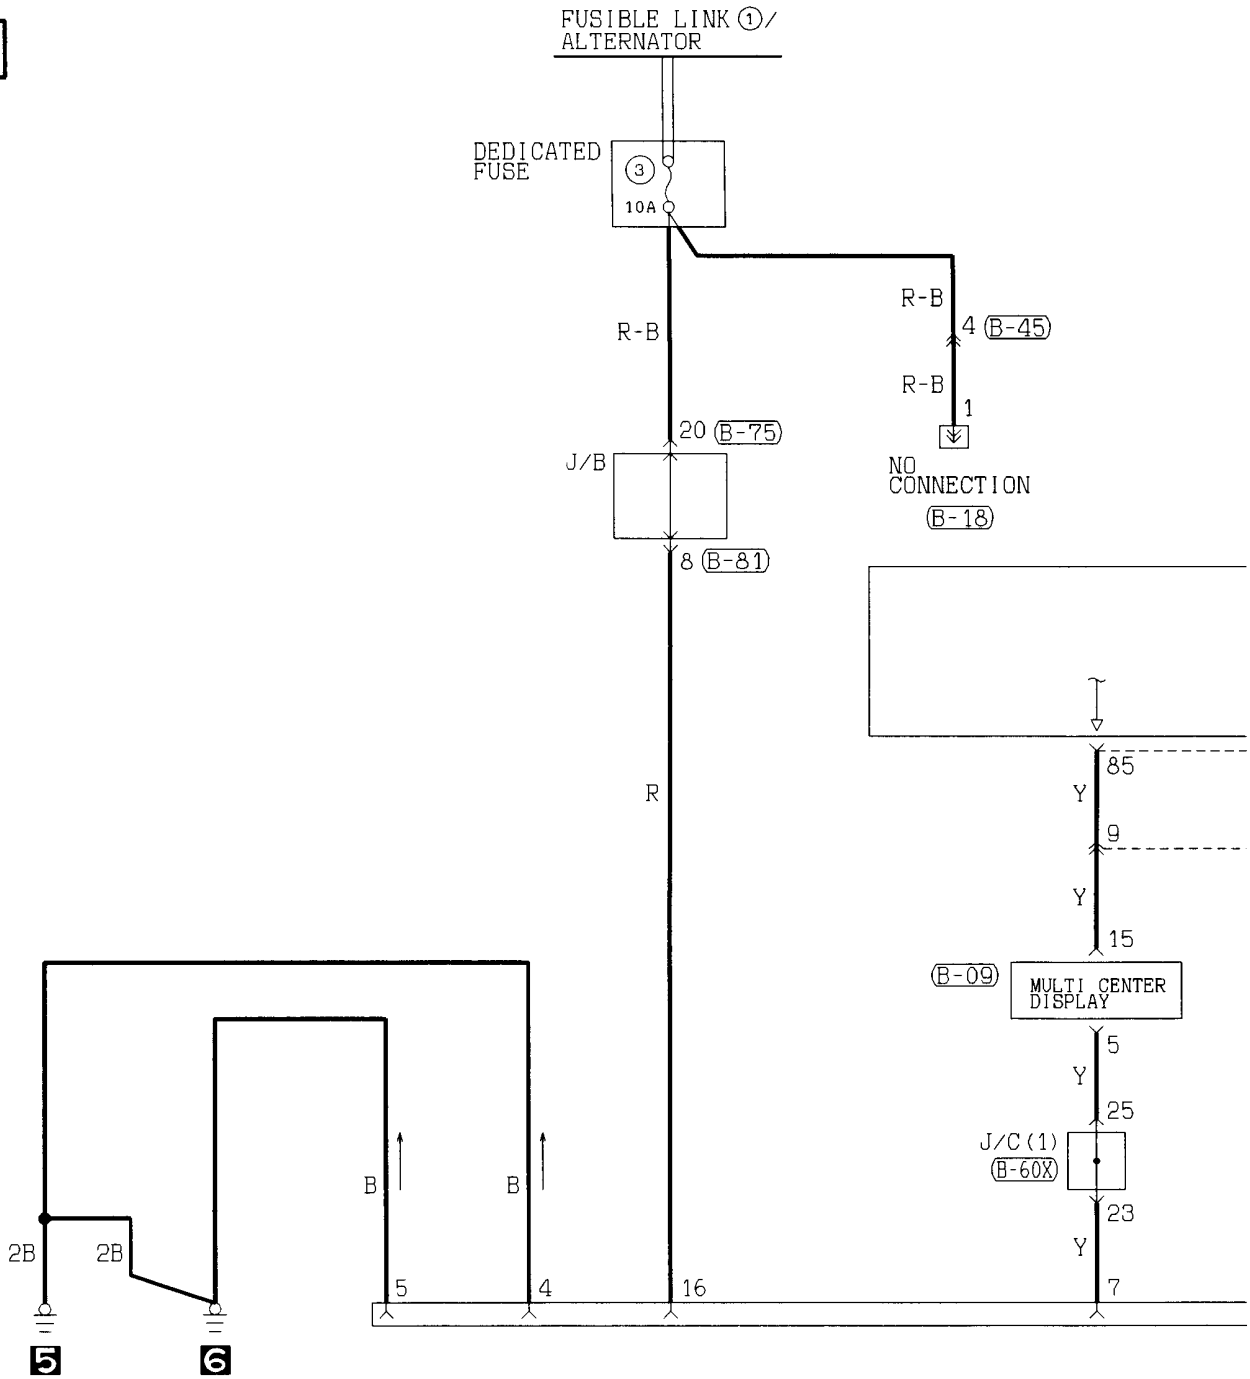 FUSIBLE LINK ①/
ALTERNATOR
DEDICATED
FUSE
③
10A
R-B
4 (B-45)
R-B
R-B
1
20 (B-75)
J/B
NO
CONNECTION
(B-18)
8 (B-81)
85
R
Y
9
Y
15
(B-09)
MULTI CENTER
DISPLAY
5
Y
25
J/C(1)
(B-60X)
B
B
23
2B
2B
Y
5
4
16
7
5
6